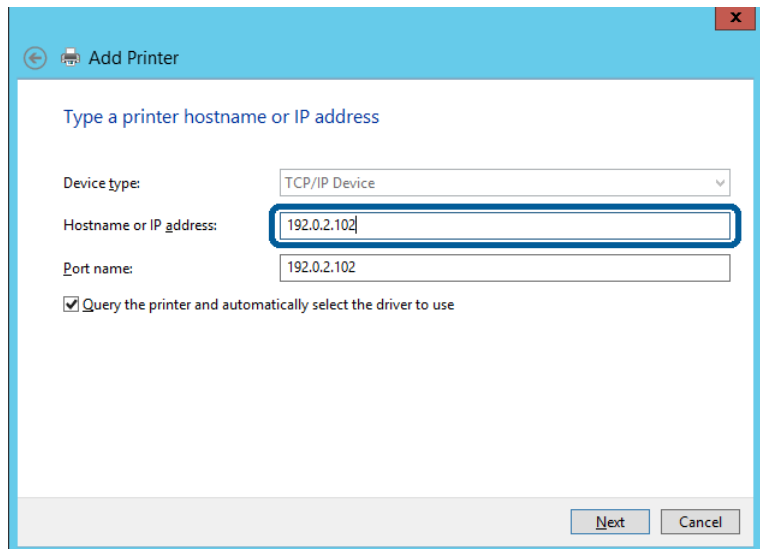 x
Add Printer
Type a printer hostname or IP address
Device type: TCP/IP Device
Hostname or IP address: 192.0.2.102
Port name: 192.0.2.102
Query the printer and automatically select the driver to use
Next Cancel